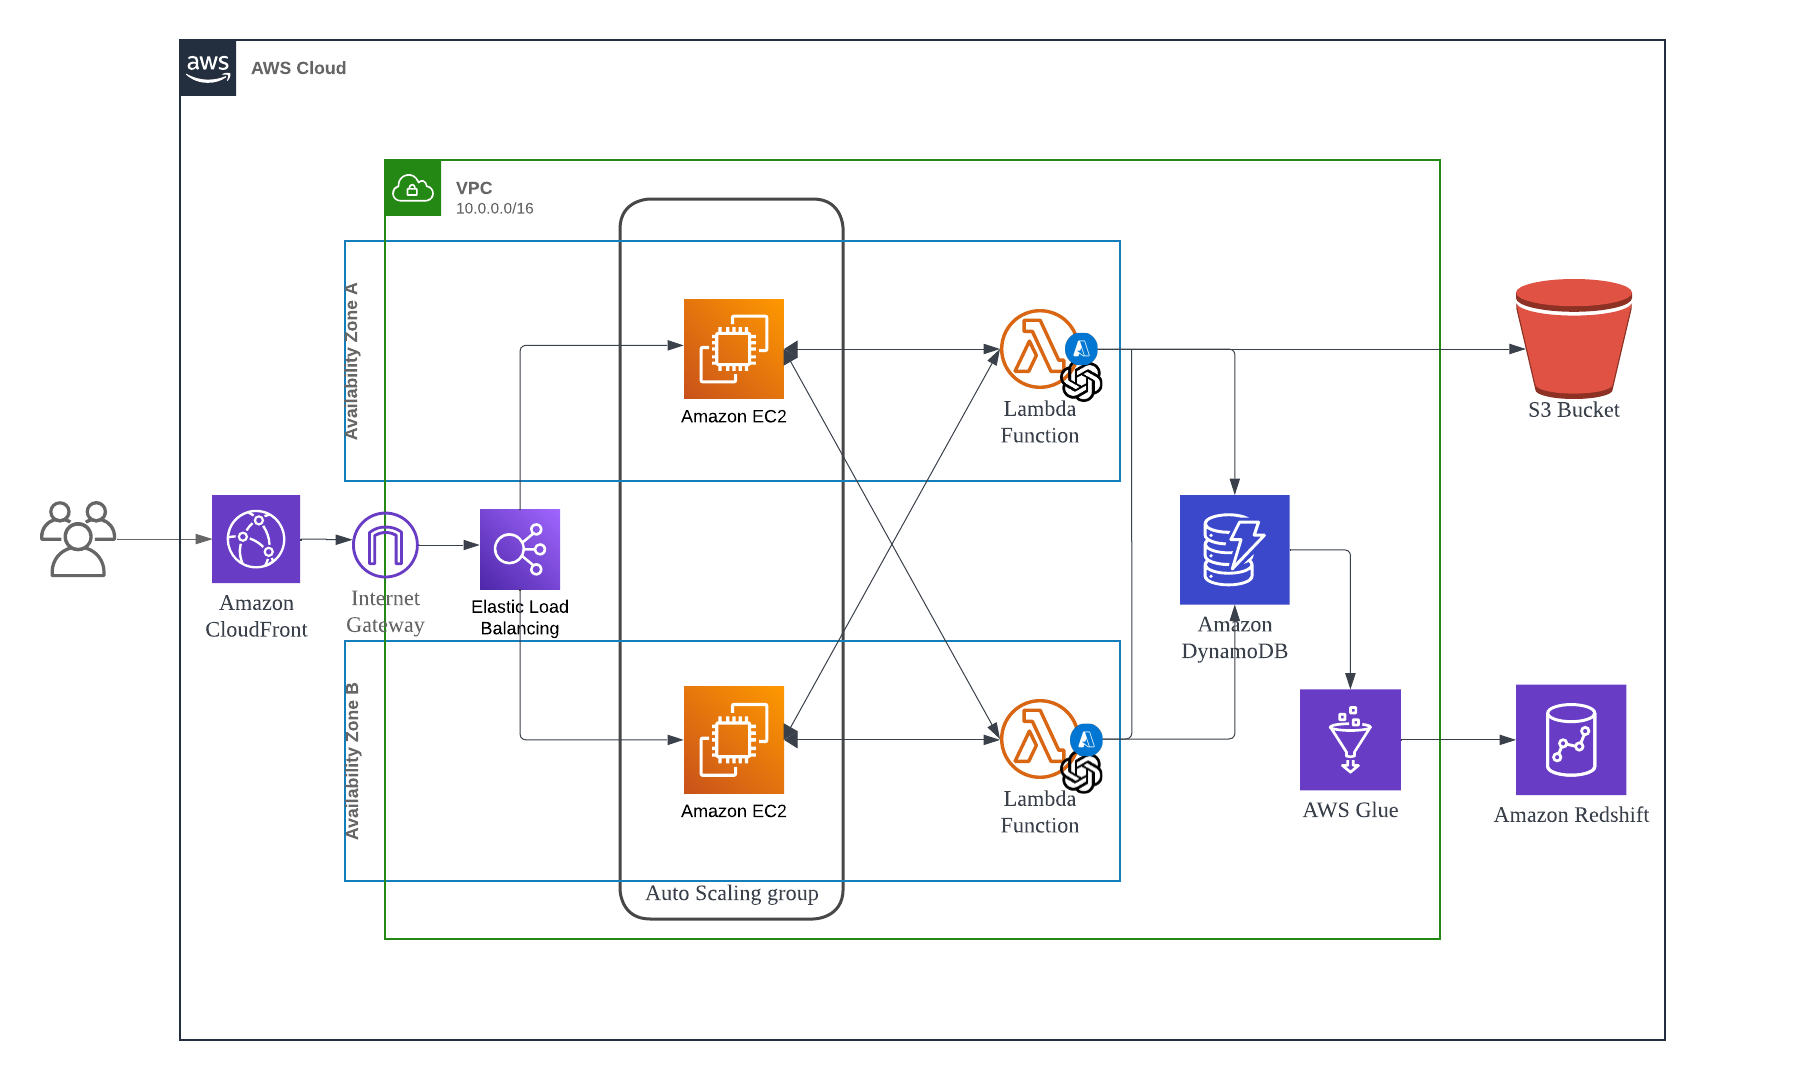 aws
AWS Cloud
VPC
10.0.0.0/16
Availability Zone A
Amazon EC2
Lambda
Function
S3 Bucket
Amazon
CloudFront
Internet
Gateway
Elastic Load
Balancing
Amazon
DynamoDB
Availability Zone B
Amazon EC2
Lambda
Function
AWS Glue
Amazon Redshift
Auto Scaling group